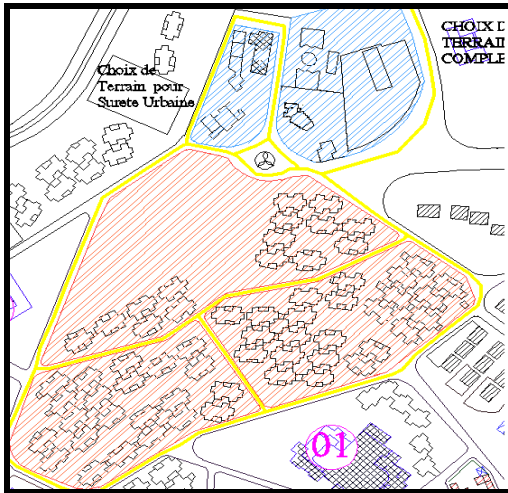 Choix de
Terrain pour
Sureté Urbaine
CHOIX D
TERRAI
COMPLE
01